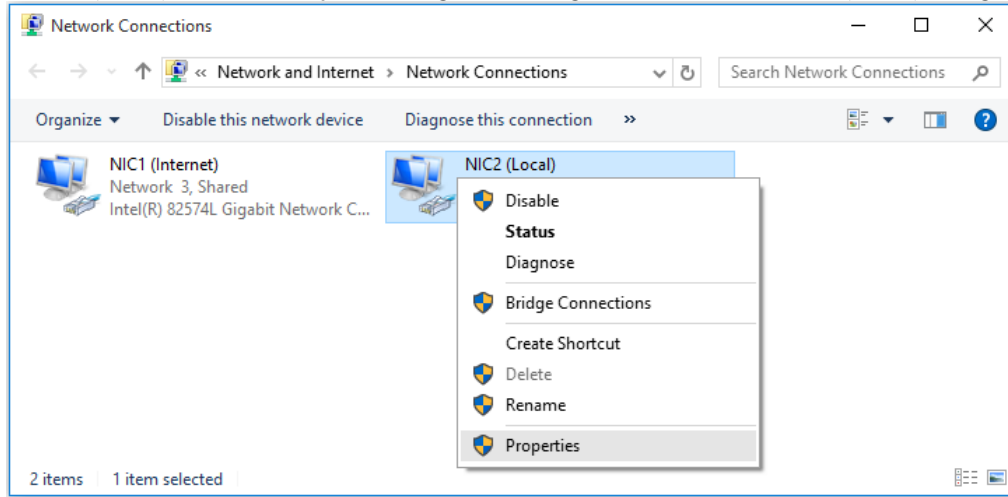 Network Connections
« Network and Internet > Network Connections
Search Network Connections
Organize Disable this network device Diagnose this connection »
NIC1 (Internet)
Network 3, Shared
Intel(R) 82574L Gigabit Network C...
NIC2 (Local)
Disable
Status
Diagnose
Bridge Connections
Create Shortcut
Delete
Rename
Properties
2 items 1 item selected